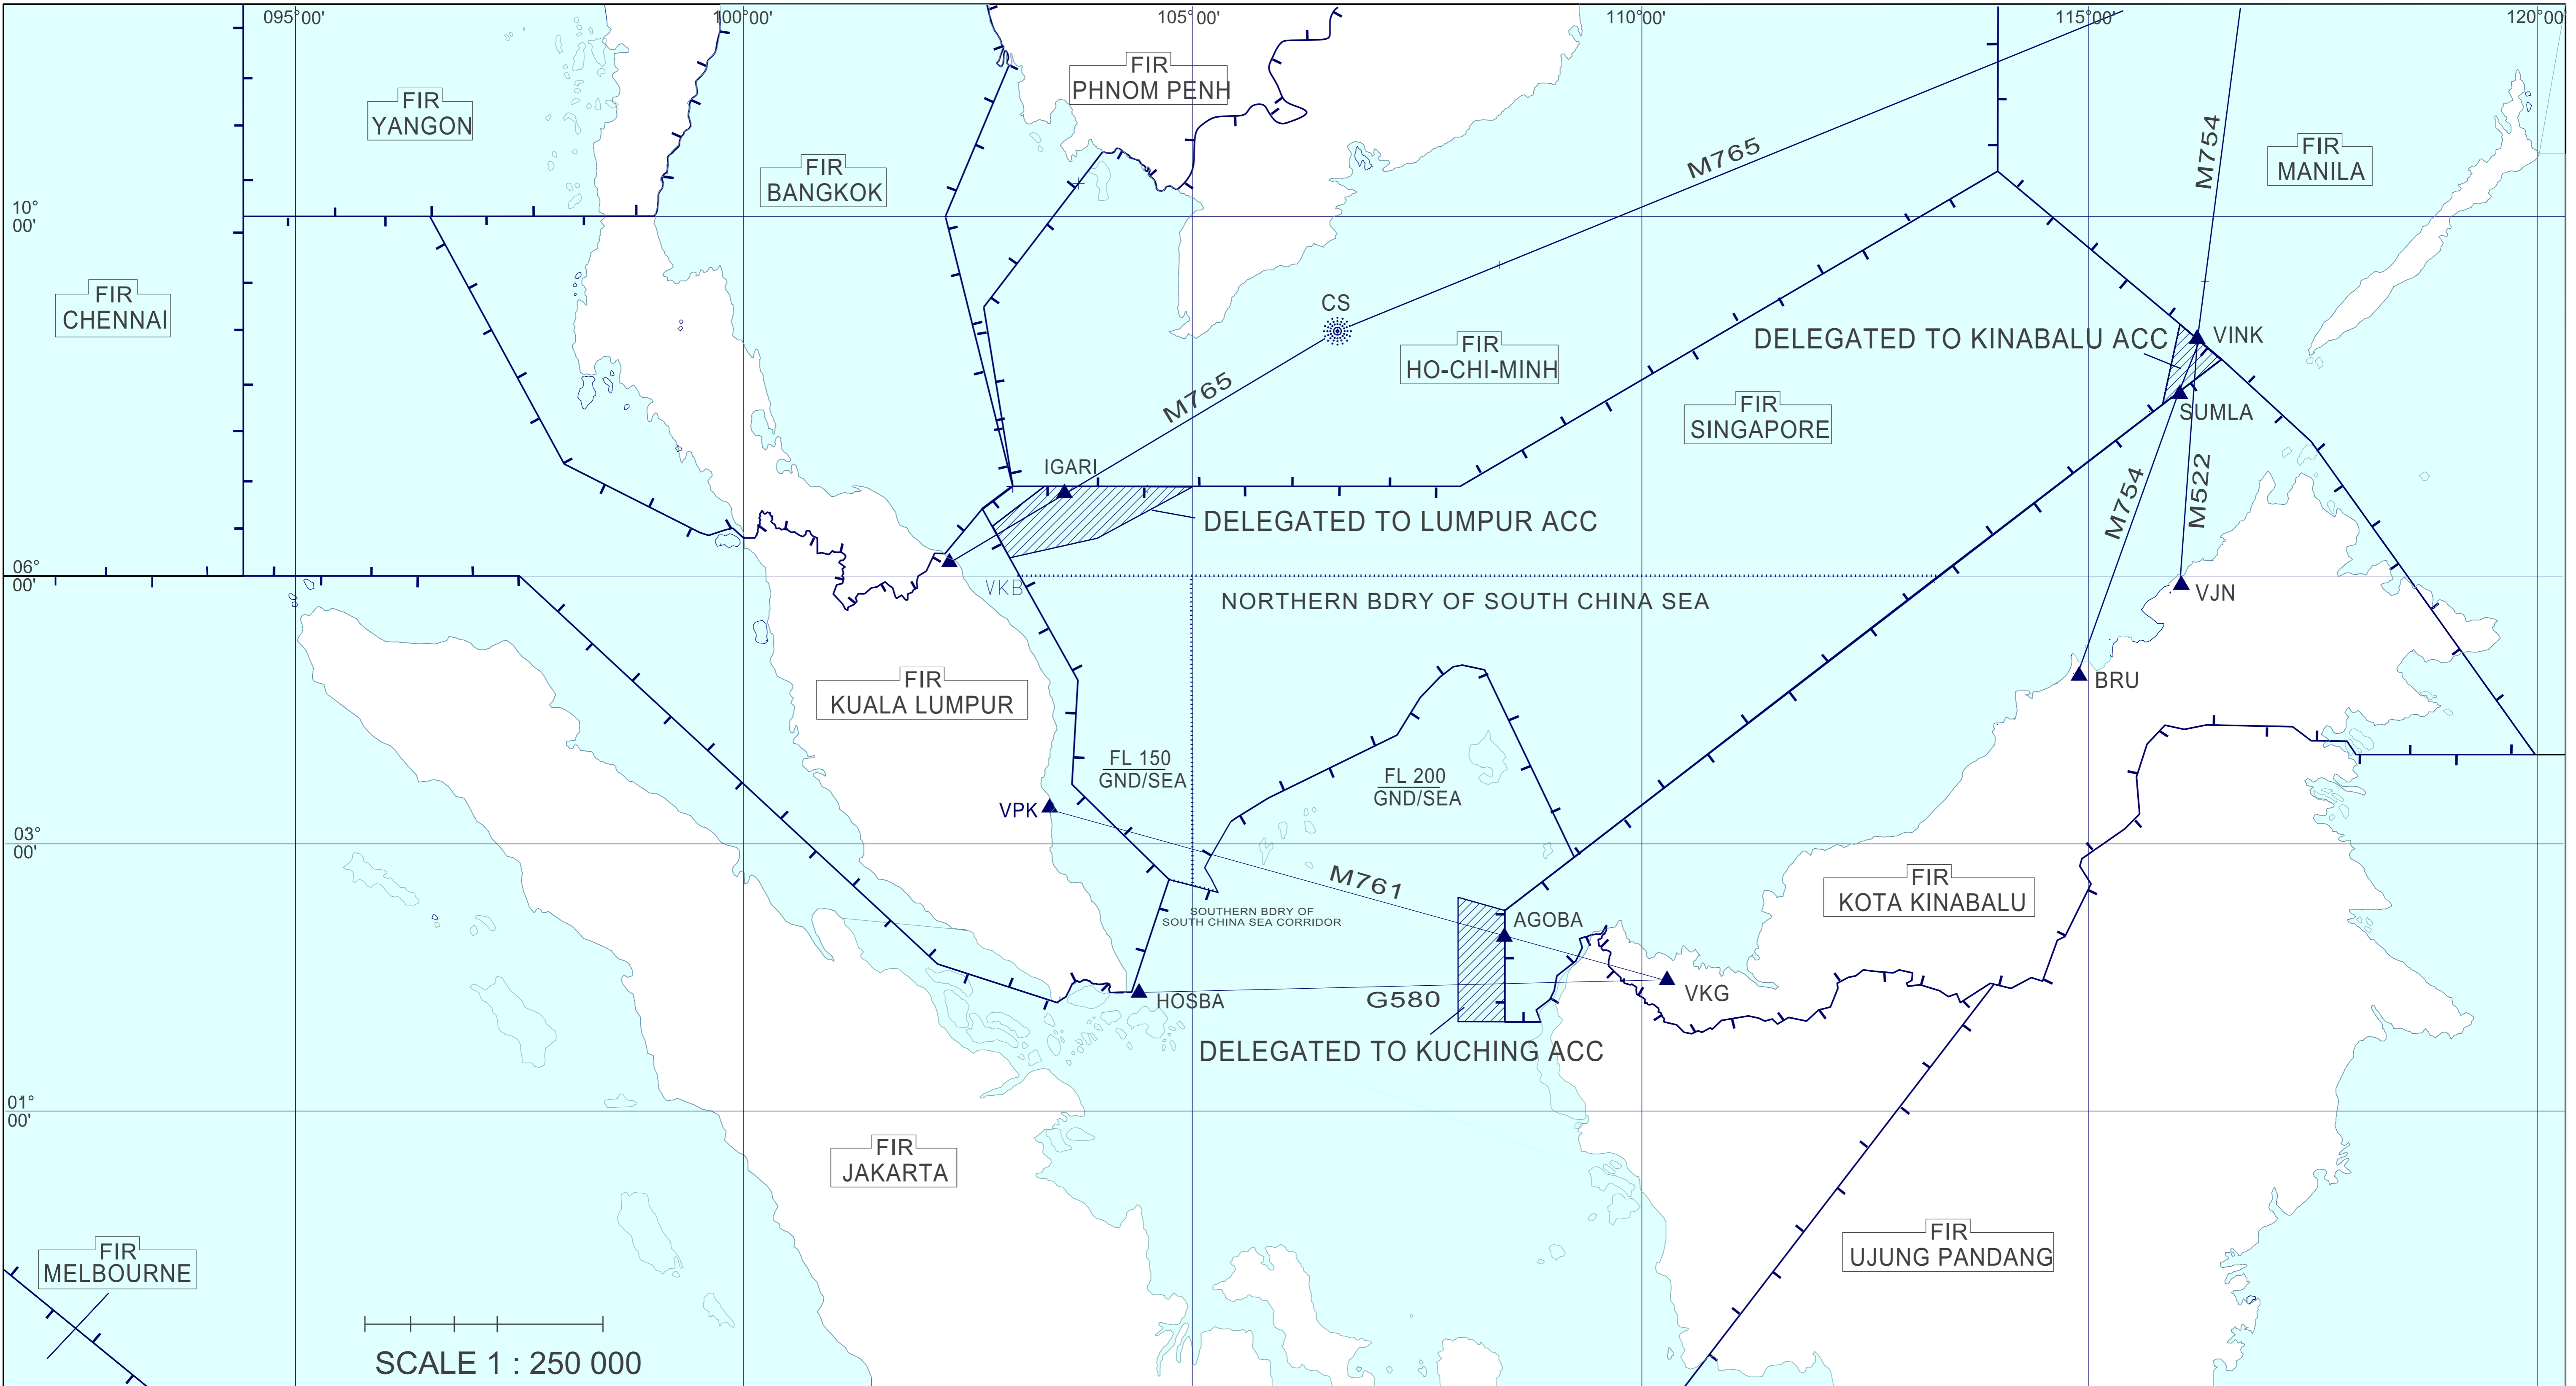 095°00'
100°00'
105°00'
110°00'
115°00'
120°00'
FIR
YANGON
FIR
BANGKOK
FIR
PHNOM PENH
M765
M754
FIR
MANILA
10°
00'
FIR
CHENNAI
CS
M765
FIR
HO-CHI-MINH
DELEGATED TO KINABALU ACC
VINK
FIR
SINGAPORE
SUMLA
IGARI
DELEGATED TO LUMPUR ACC
M754
M522
06°
00'
VKB
NORTHERN BDRY OF SOUTH CHINA SEA
VJN
BRU
FIR
KUALA LUMPUR
FL 150
GND/SEA
FL 200
GND/SEA
VPK
03°
00'
M761
SOUTHERN BDRY OF
SOUTH CHINA SEA CORRIDOR
AGOBA
FIR
KOTA KINABALU
HOSBA
G580
VKG
DELEGATED TO KUCHING ACC
01°
00'
FIR
JAKARTA
FIR
MELBOURNE
FIR
UJUNG PANDANG
SCALE 1 : 250 000